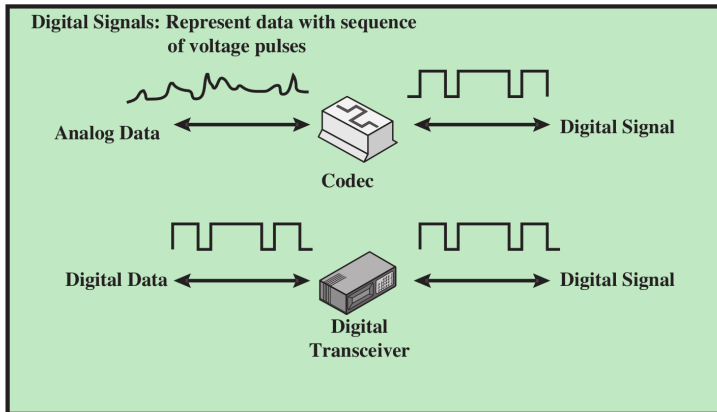 Digital Signals: Represent data with sequence
of voltage pulses
Analog Data
Digital Signal
Codec
Digital Data
Digital Signal
Digital
Transceiver